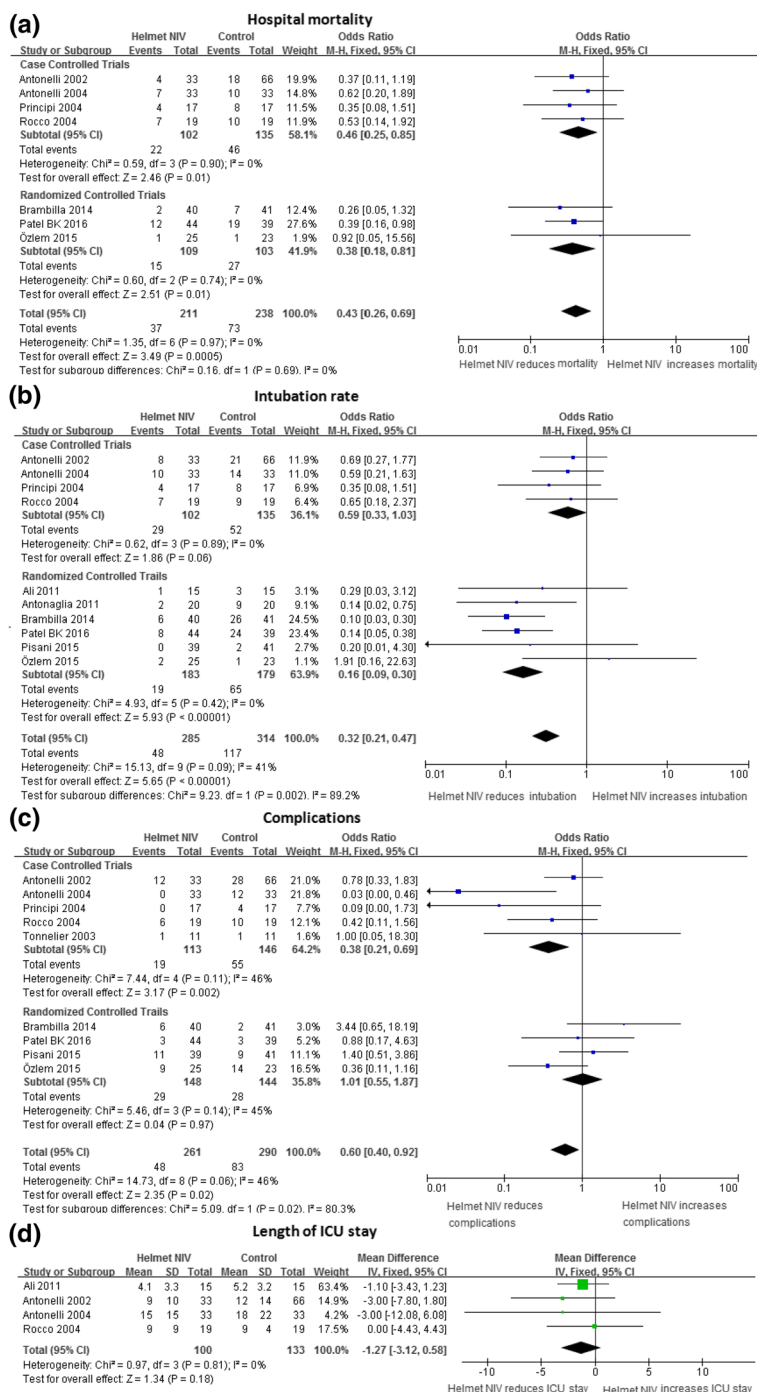 (a)
Hospital mortality
Helmet NIV Control Odds Ratio Odds Ratio
Study or Subgroup Events Total Events Total Weight M-H, Fixed, 95% CI M-H, Fixed, 95% CI
Case Controlled Trials
Antonelli 2002 4 33 18 66 19.9% 0.37 [0.11, 1.19]
Antonelli 2004 7 33 10 33 14.8% 0.62 [0.20, 1.89]
Principi 2004 4 17 8 17 11.5% 0.35 [0.08, 1.51]
Rocco 2004 7 19 10 19 12.0% 0.53 [0.14, 1.92]
Subtotal (95% CI) 102 135 58.1% 0.46 [0.25, 0.85]
Total events 22 46
Heterogeneity: Chi² = 0.59, df = 3 (P = 0.90); I² = 0%
Test for overall effect: Z = 2.46 (P = 0.01)
Randomized Controlled Trials
Brambilla 2014 2 40 7 41 12.4% 0.26 [0.05, 1.32]
Patel BK 2016 12 44 19 39 27.6% 0.39 [0.16, 0.98]
Özlem 2015 1 25 1 23 1.9% 0.92 [0.05, 15.56]
Subtotal (95% CI) 109 103 41.9% 0.38 [0.18, 0.81]
Total events 15 27
Heterogeneity: Chi² = 0.60, df = 2 (P = 0.74); I² = 0%
Test for overall effect: Z = 2.51 (P = 0.01)
Total (95% CI) 211 238 100.0% 0.43 [0.26, 0.69]
Total events 37 73
Heterogeneity: Chi² = 1.35, df = 6 (P = 0.97); I² = 0%
Test for overall effect: Z = 3.49 (P = 0.0005)
Test for subgroup differences: Chi² = 0.16, df = 1 (P = 0.69), I² = 0%
0.01 0.1 1 10 100
Helmet NIV reduces mortality Helmet NIV increases mortality
(b)
Intubation rate
Helmet NIV Control Odds Ratio Odds Ratio
Study or Subgroup Events Total Events Total Weight M-H, Fixed, 95% CI M-H, Fixed, 95% CI
Case Controlled Trials
Antonelli 2002 8 33 21 66 11.9% 0.69 [0.27, 1.77]
Antonelli 2004 10 33 14 33 11.0% 0.59 [0.21, 1.63]
Principi 2004 4 17 8 17 6.9% 0.35 [0.08, 1.51]
Rocco 2004 7 19 9 19 6.4% 0.65 [0.18, 2.37]
Subtotal (95% CI) 102 135 36.1% 0.59 [0.33, 1.03]
Total events 29 52
Heterogeneity: Chi² = 0.62, df = 3 (P = 0.89); I² = 0%
Test for overall effect: Z = 1.86 (P = 0.06)
Randomized Controlled Trails
Ali 2011 1 15 3 15 3.1% 0.29 [0.03, 3.12]
Antonaglia 2011 2 20 9 20 9.1% 0.14 [0.02, 0.75]
Brambilla 2014 6 40 26 41 24.5% 0.10 [0.03, 0.30]
Patel BK 2016 8 44 24 39 23.4% 0.14 [0.05, 0.38]
Pisani 2015 0 39 2 41 2.7% 0.20 [0.01, 4.30]
Özlem 2015 2 25 1 23 1.1% 1.91 [0.16, 22.63]
Subtotal (95% CI) 183 179 63.9% 0.16 [0.09, 0.30]
Total events 19 65
Heterogeneity: Chi² = 4.93, df = 5 (P = 0.42); I² = 0%
Test for overall effect: Z = 5.93 (P < 0.00001)
Total (95% CI) 285 314 100.0% 0.32 [0.21, 0.47]
Total events 48 117
Heterogeneity: Chi² = 15.13, df = 9 (P = 0.09); I² = 41%
Test for overall effect: Z = 5.65 (P < 0.00001)
Test for subgroup differences: Chi² = 9.23, df = 1 (P = 0.002), I² = 89.2%
0.01 0.1 1 10 100
Helmet NIV reduces intubation Helmet NIV increases intubation
(c)
Complications
Helmet NIV Control Odds Ratio Odds Ratio
Study or Subgroup Events Total Events Total Weight M-H, Fixed, 95% CI M-H, Fixed, 95% CI
Case Controlled Trials
Antonelli 2002 12 33 28 66 21.0% 0.78 [0.33, 1.83]
Antonelli 2004 0 33 12 33 21.8% 0.03 [0.00, 0.46]
Principi 2004 0 17 4 17 7.7% 0.09 [0.00, 1.73]
Rocco 2004 6 19 10 19 12.1% 0.42 [0.11, 1.56]
Tonnelier 2003 1 11 1 11 1.6% 1.00 [0.05, 18.30]
Subtotal (95% CI) 113 146 64.2% 0.38 [0.21, 0.69]
Total events 19 55
Heterogeneity: Chi² = 7.44, df = 4 (P = 0.11); I² = 46%
Test for overall effect: Z = 3.17 (P = 0.002)
Randomized Controlled Trails
Brambilla 2014 6 40 2 41 3.0% 3.44 [0.65, 18.19]
Patel BK 2016 3 44 3 39 5.2% 0.88 [0.17, 4.63]
Pisani 2015 11 39 9 41 11.1% 1.40 [0.51, 3.86]
Özlem 2015 9 25 14 23 16.5% 0.36 [0.11, 1.16]
Subtotal (95% CI) 148 144 35.8% 1.01 [0.55, 1.87]
Total events 29 28
Heterogeneity: Chi² = 5.46, df = 3 (P = 0.14); I² = 45%
Test for overall effect: Z = 0.04 (P = 0.97)
Total (95% CI) 261 290 100.0% 0.60 [0.40, 0.92]
Total events 48 83
Heterogeneity: Chi² = 14.73, df = 8 (P = 0.06); I² = 46%
Test for overall effect: Z = 2.35 (P = 0.02)
Test for subgroup differences: Chi² = 5.09, df = 1 (P = 0.02), I² = 80.3%
0.01 0.1 1 10 100
Helmet NIV reduces Helmet NIV increases
complications complications
(d)
Length of ICU stay
Helmet NIV Control Mean Difference Mean Difference
Study or Subgroup Mean SD Total Mean SD Total Weight IV, Fixed, 95% CI IV, Fixed, 95% CI
Ali 2011 4.1 3.3 15 5.2 3.2 15 63.4% -1.10 [-3.43, 1.23]
Antonelli 2002 9 10 33 12 14 66 14.9% -3.00 [-7.80, 1.80]
Antonelli 2004 15 15 33 18 22 33 4.2% -3.00 [-12.08, 6.08]
Rocco 2004 9 9 19 9 4 19 17.5% 0.00 [-4.43, 4.43]
Total (95% CI) 100 133 100.0% -1.27 [-3.12, 0.58]
Heterogeneity: Chi² = 0.97, df = 3 (P = 0.81); I² = 0%
Test for overall effect: Z = 1.34 (P = 0.18)
-10 -5 0 5 10
Helmet NIV reduces ICU stay Helmet NIV increases ICU stay